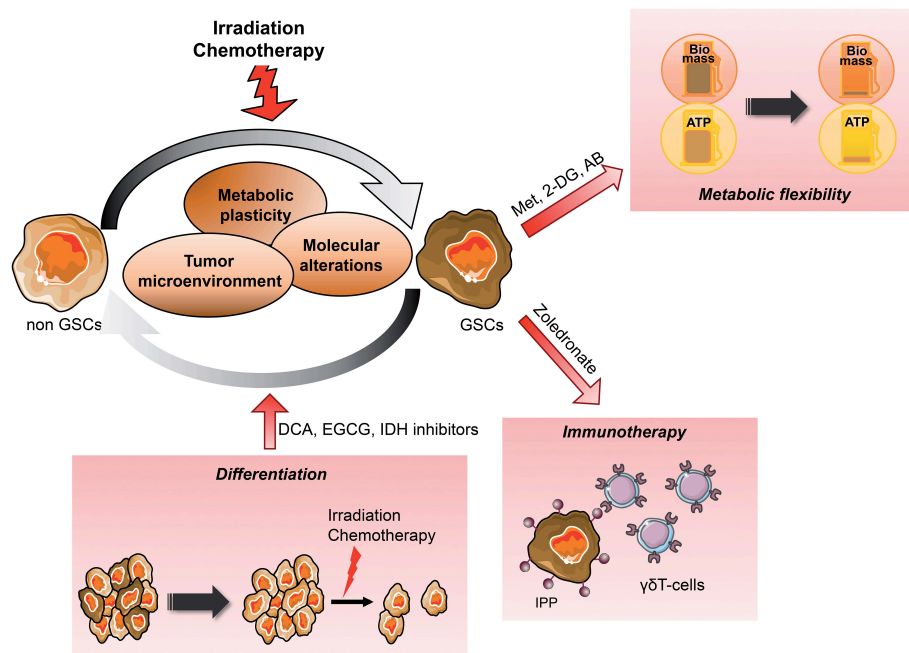 Irradiation
Chemotherapy
Metabolic
plasticity
Molecular
alterations
Tumor
microenvironment
non GSCs
GSCs
Met, 2-DG, AB
Bio
mass
ATP
Bio
mass
ATP
Metabolic flexibility
Zoledronate
DCA, EGCG, IDH inhibitors
Differentiation
Irradiation
Chemotherapy
Immunotherapy
IPP
γδT-cells